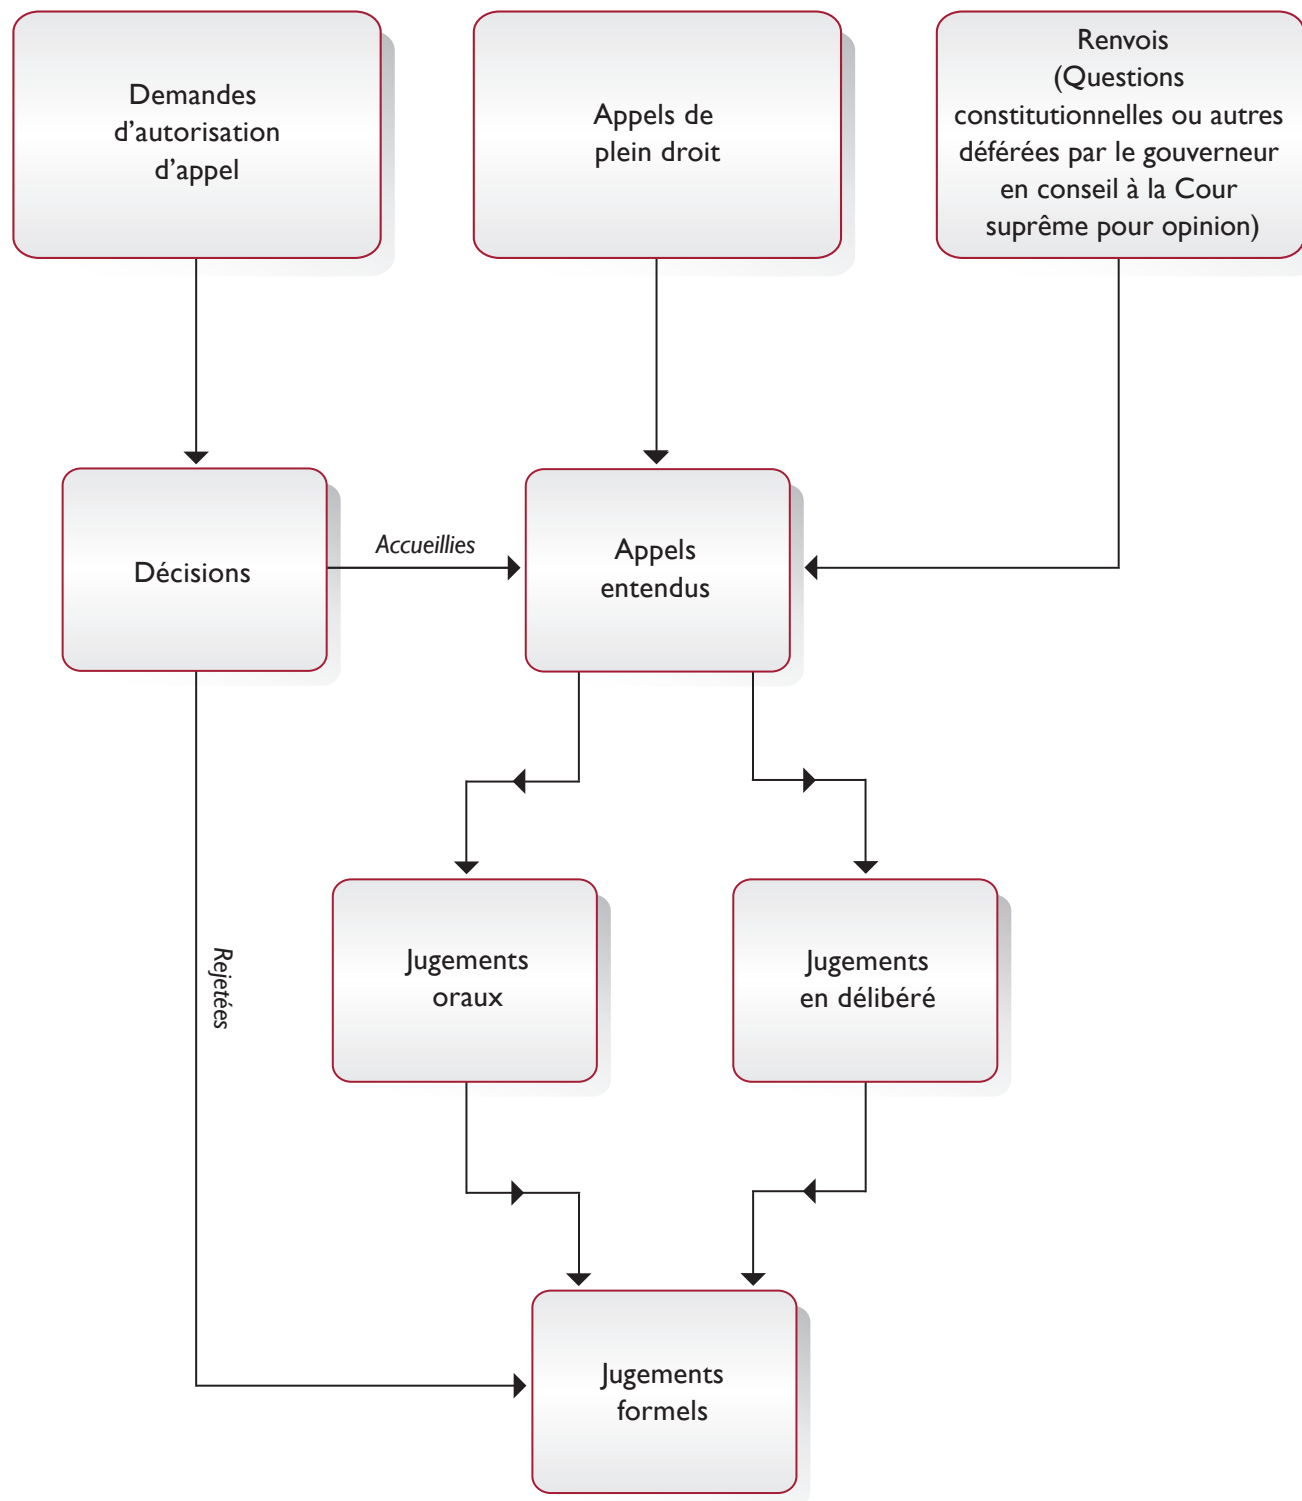 Demandes
d'autorisation
d'appel
Appels de
plein droit
Renvois
(Questions
constitutionnelles ou autres
déférées par le gouverneur
en conseil à la Cour
suprême pour opinion)
Décisions
Accueillies
Appels
entendus
Rejetées
Jugements
oraux
Jugements
en délibéré
Jugements
formels